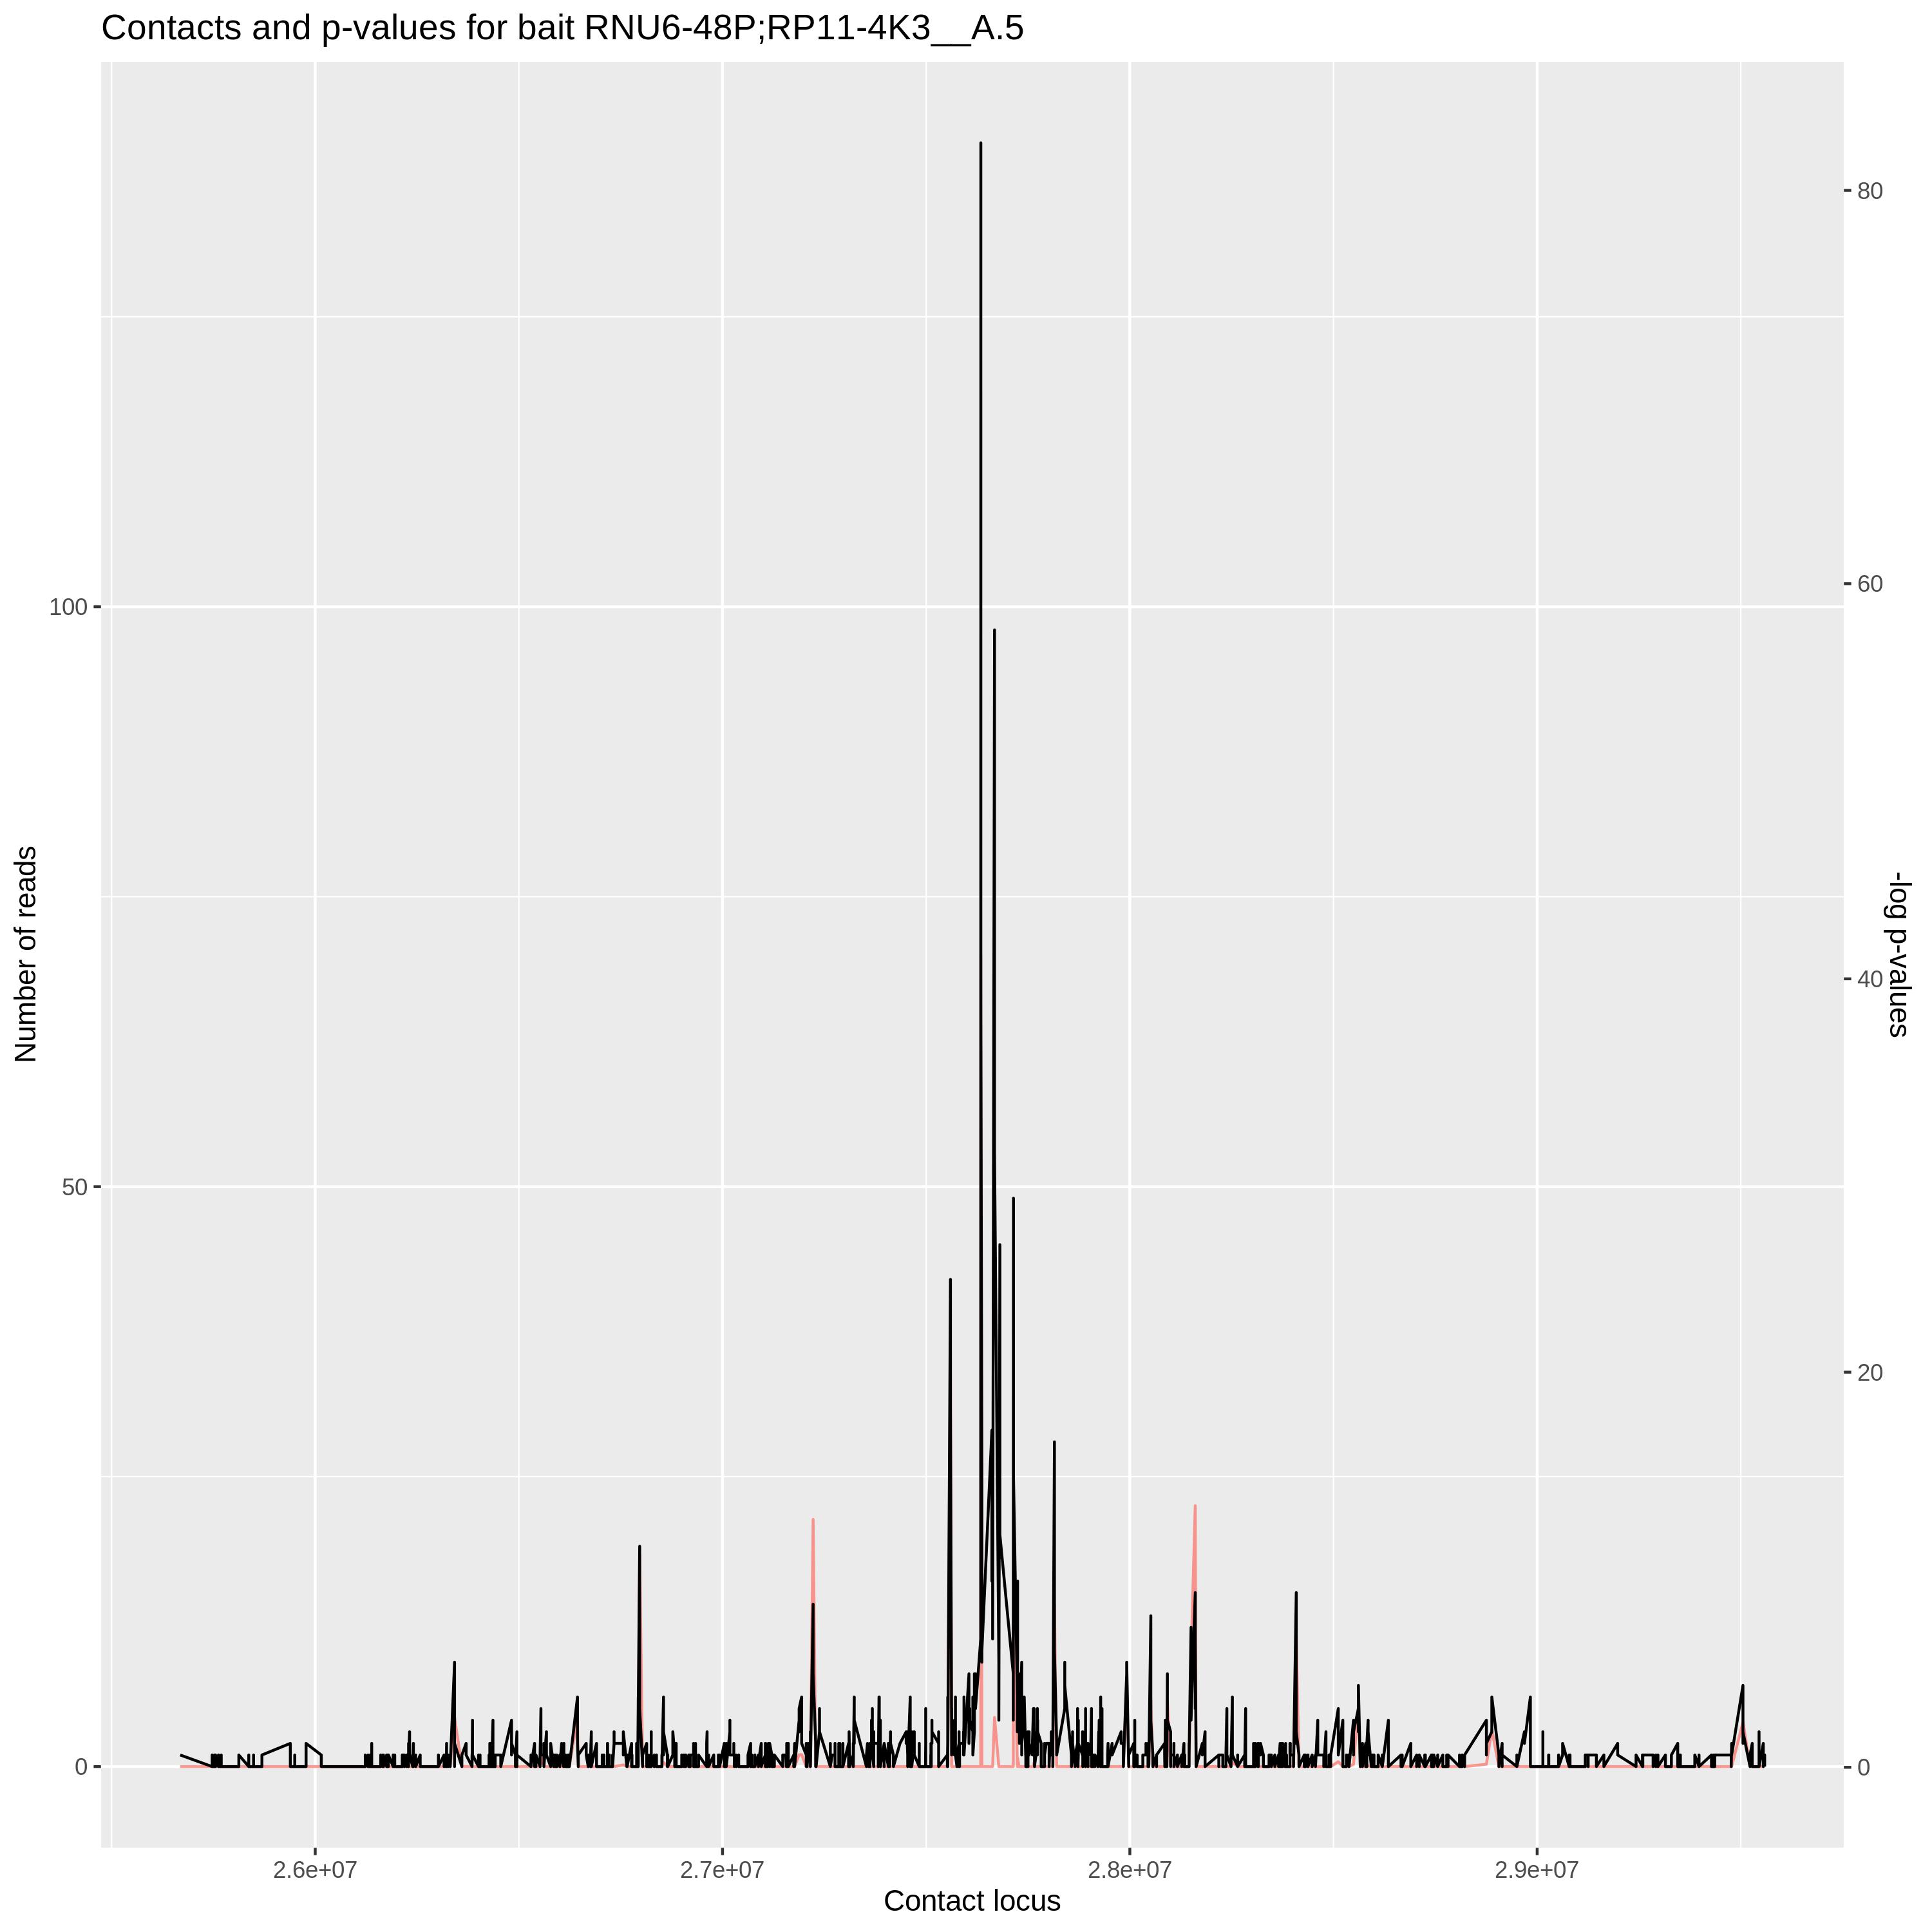 Contacts and p-values for bait RNU6-48P;RP11-4K3__A.5
Number of reads
100
50
0
80
60
40
20
0
-log p-values
2.6e+07 2.7e+07 2.8e+07 2.9e+07
Contact locus